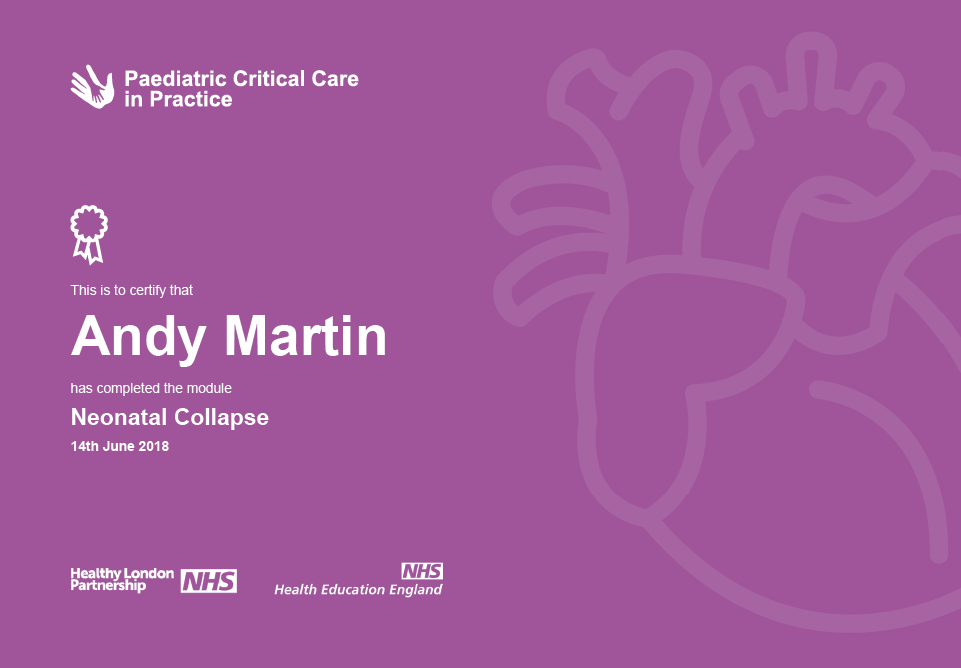 Paediatric Critical Care
in Practice
This is to certify that
Andy Martin
has completed the module
Neonatal Collapse
14th June 2018
Healthy London
Partnership
NHS
NHS
Health Education England